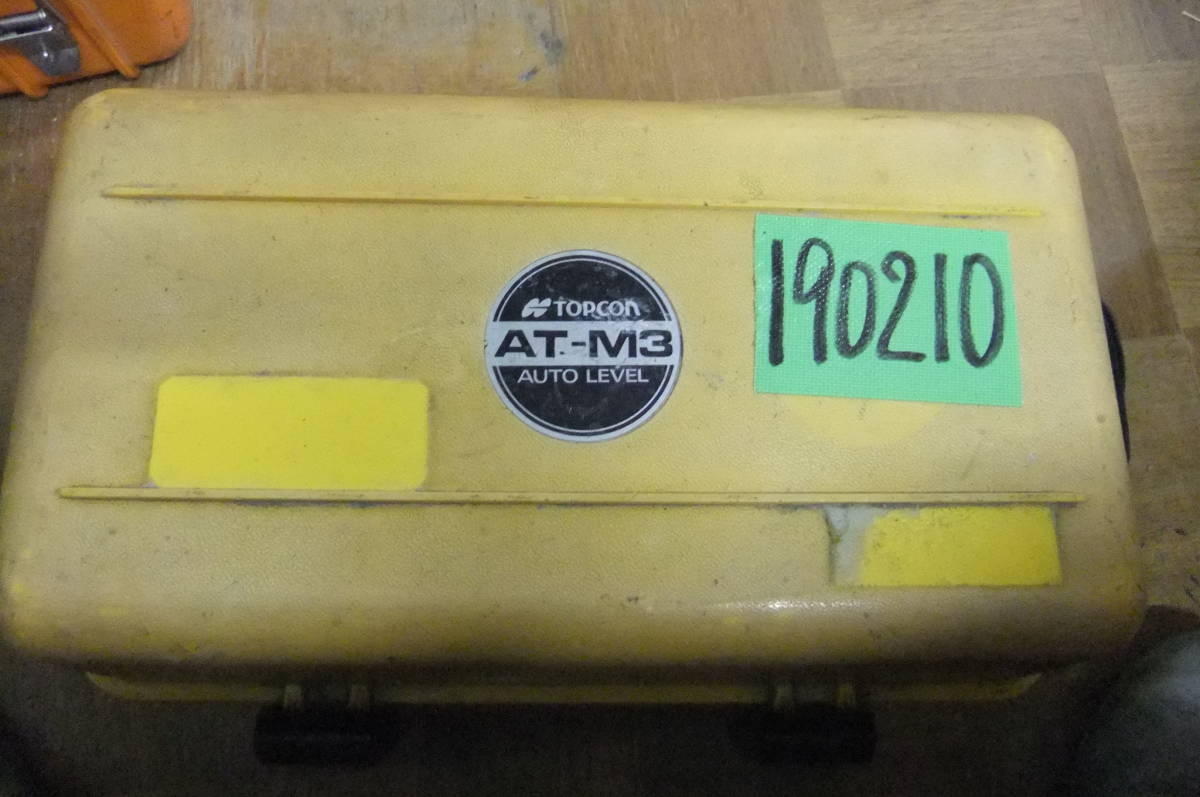 TOPCON
AT-M3
AUTO LEVEL
190210